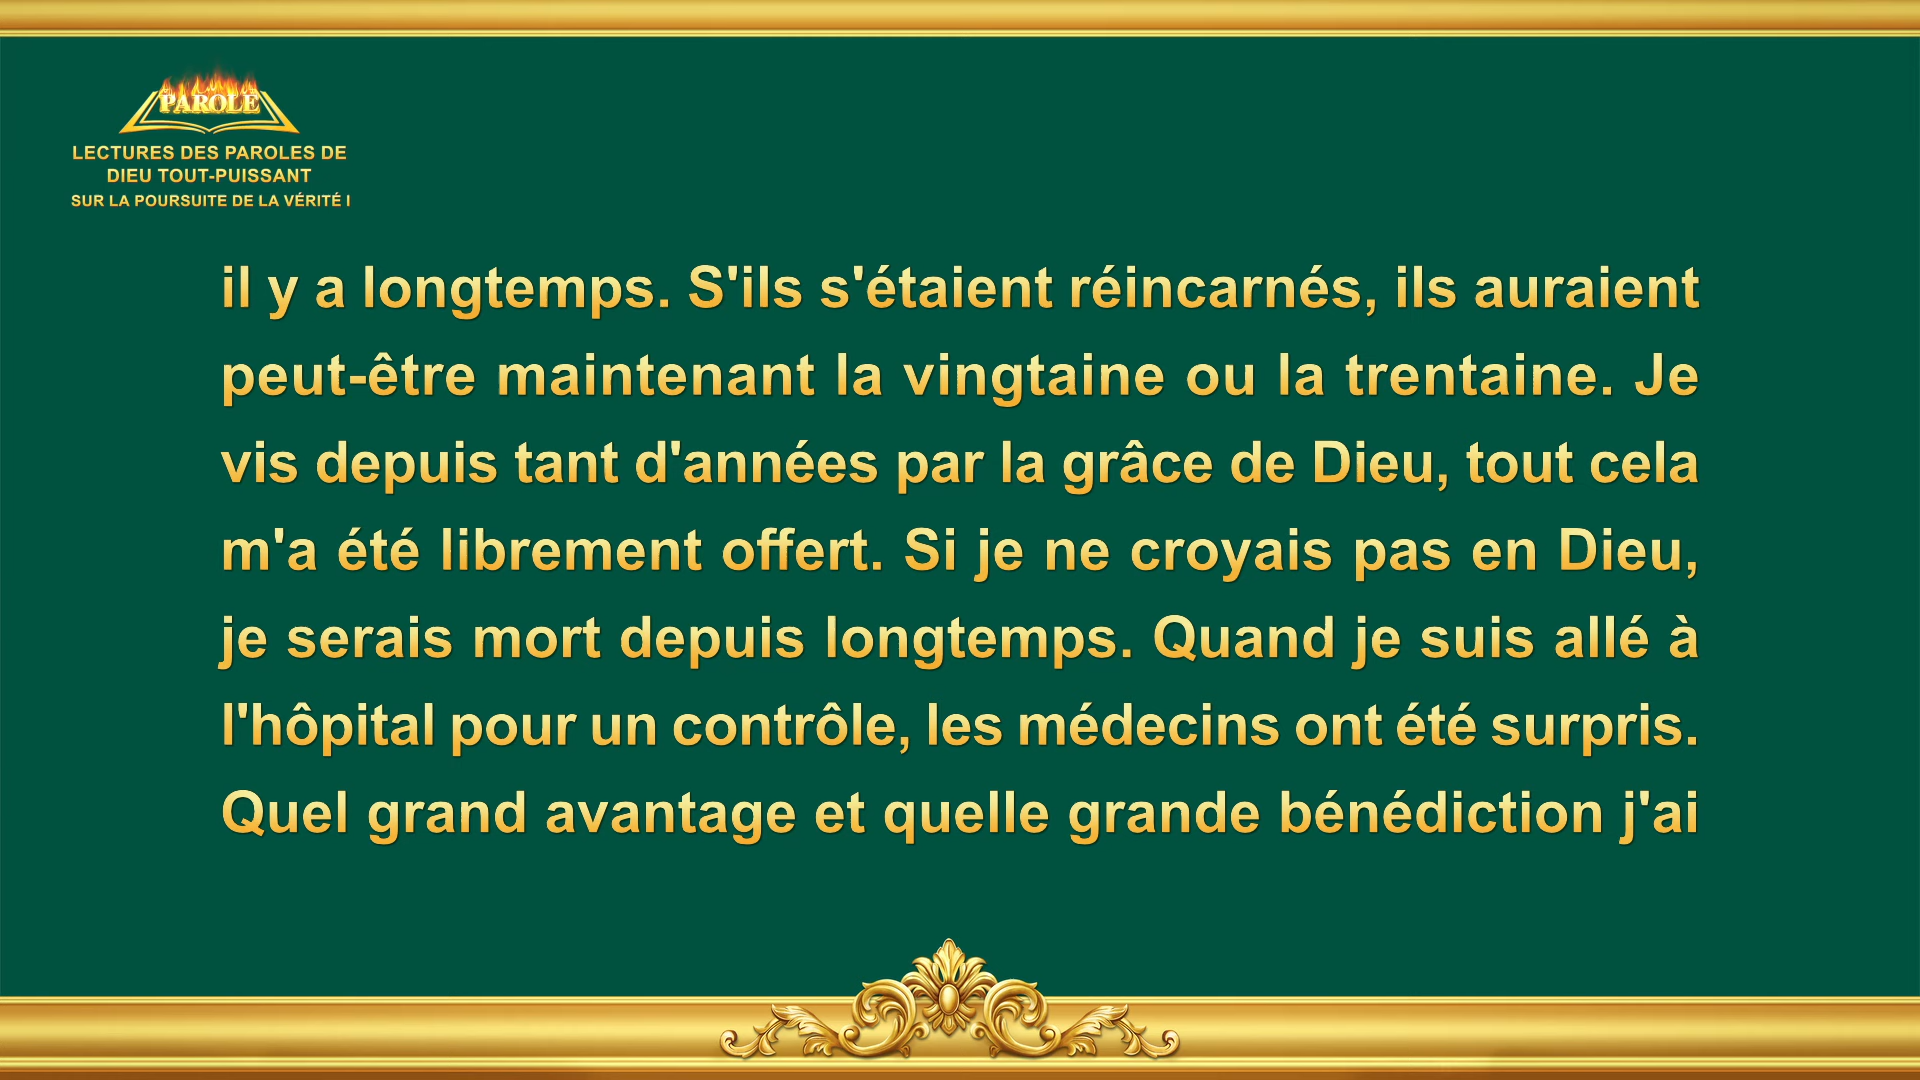 PAROLE
LECTURES DES PAROLES DE
DIEU TOUT-PUISSANT
SUR LA POURSUITE DE LA VÉRITÉ I
il y a longtemps. S'ils s'étaient réincarnés, ils auraient
peut-être maintenant la vingtaine ou la trentaine. Je
vis depuis tant d'années par la grâce de Dieu, tout cela
m'a été librement offert. Si je ne croyais pas en Dieu,
je serais mort depuis longtemps. Quand je suis allé à
l'hôpital pour un contrôle, les médecins ont été surpris.
Quel grand avantage et quelle grande bénédiction j'ai